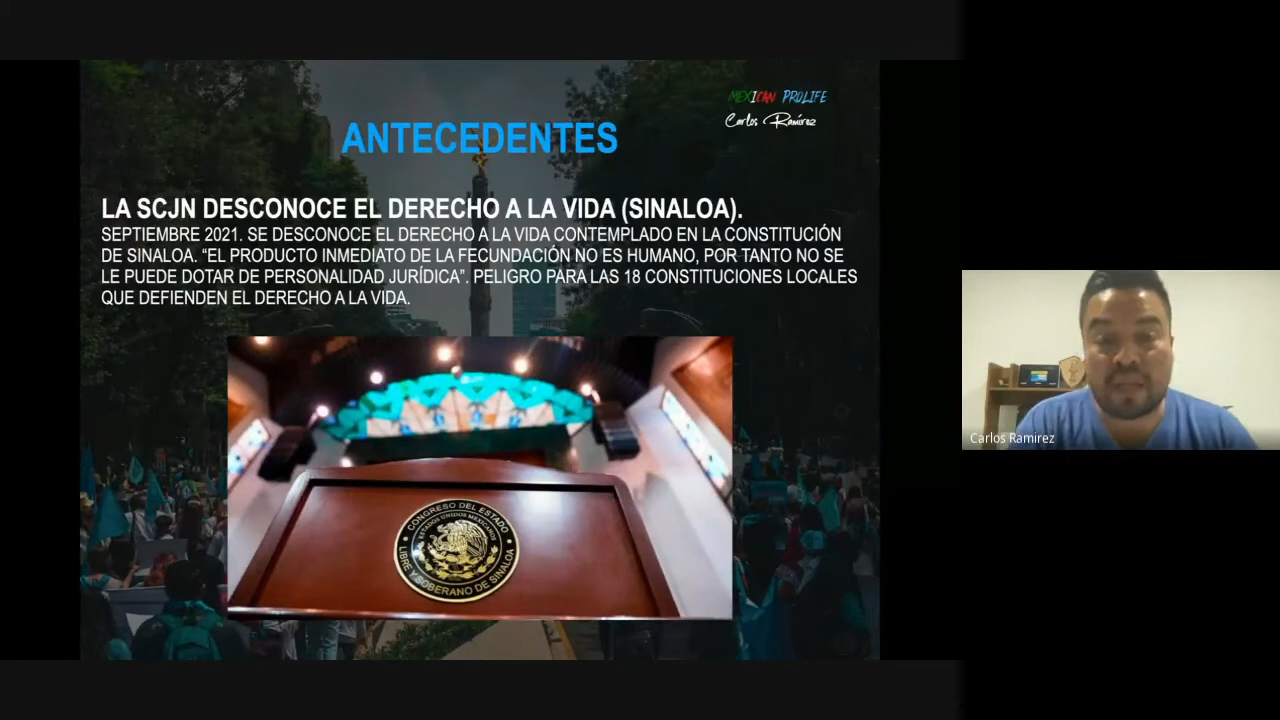 MEXICAN PROLIFE
Carlos Ramírez
ANTECEDENTES
LA SCJN DESCONOCE EL DERECHO A LA VIDA (SINALOA).
SEPTIEMBRE 2021. SE DESCONOCE EL DERECHO A LA VIDA CONTEMPLADO EN LA CONSTITUCIÓN
DE SINALOA. “EL PRODUCTO INMEDIATO DE LA FECUNDACIÓN NO ES HUMANO, POR TANTO NO SE
LE PUEDE DOTAR DE PERSONALIDAD JURÍDICA”. PELIGRO PARA LAS 18 CONSTITUCIONES LOCALES
QUE DEFIENDEN EL DERECHO A LA VIDA.
CONGRESO DEL ESTADO
ESTADOS UNIDOS MEXICANOS
LIBRE Y SOBERANO DE SINALOA
Carlos Ramirez